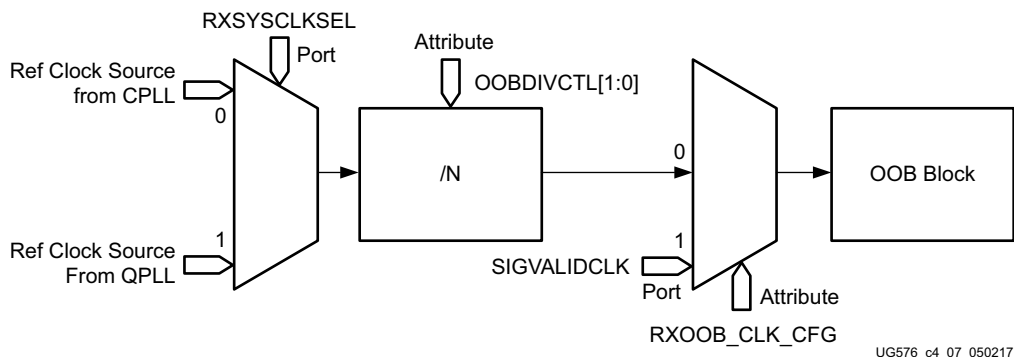 RXSYSCLKSEL
Port
Ref Clock Source
from CPLL
0
Attribute
OOBDIVCTL[1:0]
/N
0
OOB Block
1
Ref Clock Source
From QPLL
1
SIGVALIDCLK
Port
Attribute
RXOOB_CLK_CFG
UG576_c4_07_050217